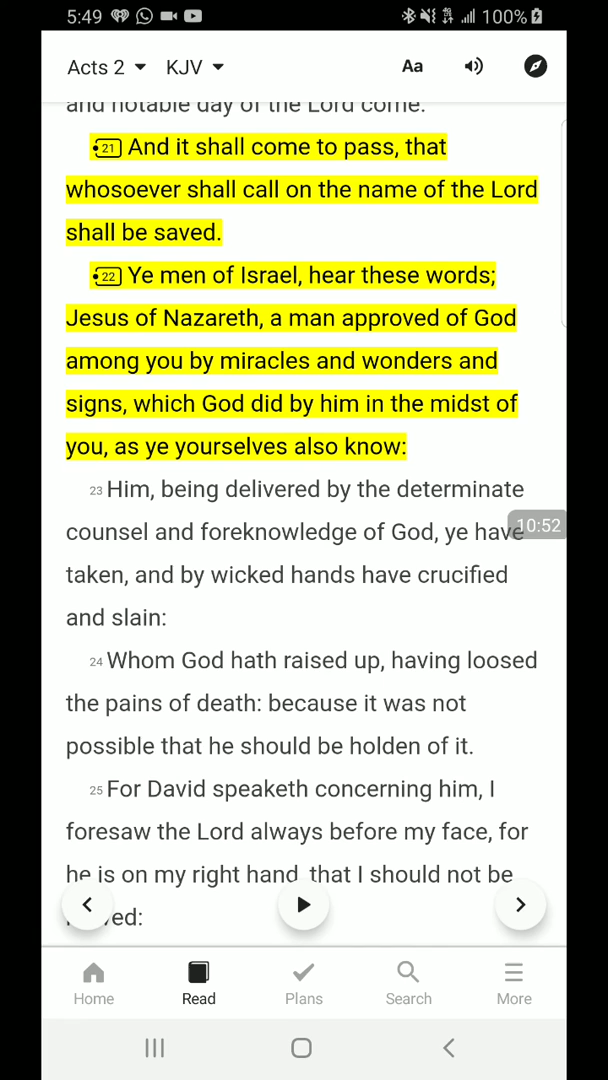 5:49 100%
Acts 2 KJV Aa
and notable day of the Lord come.
21 And it shall come to pass, that
whosoever shall call on the name of the Lord
shall be saved.
22 Ye men of Israel, hear these words;
Jesus of Nazareth, a man approved of God
among you by miracles and wonders and
signs, which God did by him in the midst of
you, as ye yourselves also know:
23 Him, being delivered by the determinate
counsel and foreknowledge of God, ye have
10:52
taken, and by wicked hands have crucified
and slain:
24 Whom God hath raised up, having loosed
the pains of death: because it was not
possible that he should be holden of it.
25 For David speaketh concerning him, I
foresaw the Lord always before my face, for
he is on my right hand, that I should not be
Home Read Plans Search More